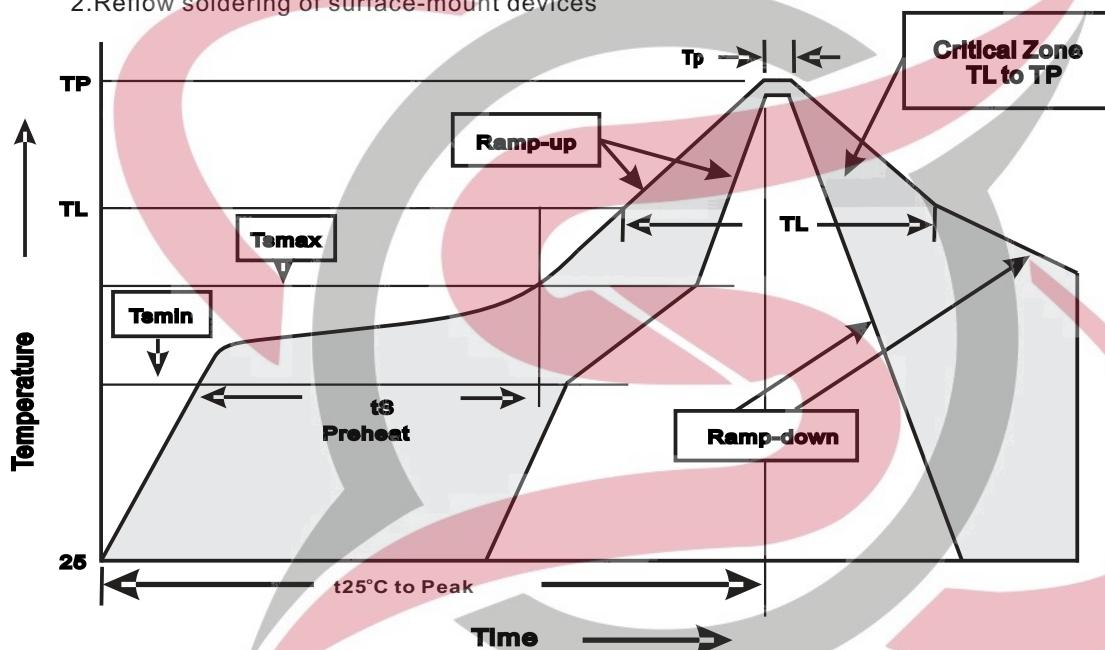 2.Reflow soldering of surface-mount devices
Tp
Critical Zone
TL to TP
TP
Ramp-up
TL
TL
Tsmax
Tsmin
tS
Preheat
Ramp-down
Temperature
25
t25°C to Peak
Time